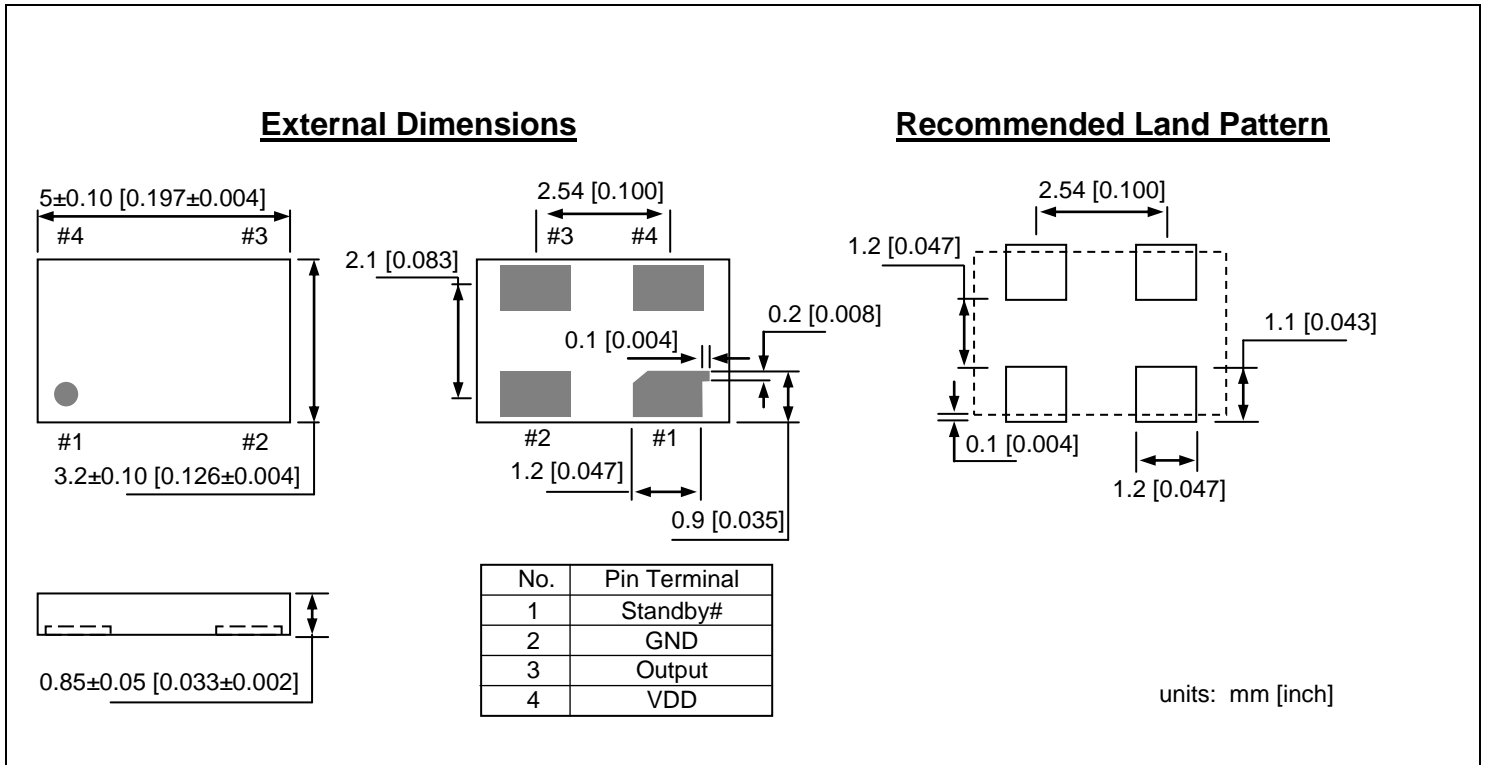 External Dimensions
5±0.10 [0.197±0.004]
#4 #3
#1 #2
3.2±0.10 [0.126±0.004]
0.85±0.05 [0.033±0.002]
2.54 [0.100]
#3 #4
2.1 [0.083]
0.2 [0.008]
0.1 [0.004]
#2 #1
1.2 [0.047]
0.9 [0.035]
No. Pin Terminal
1 Standby#
2 GND
3 Output
4 VDD
Recommended Land Pattern
2.54 [0.100]
1.2 [0.047]
1.1 [0.043]
0.1 [0.004]
1.2 [0.047]
units: mm [inch]